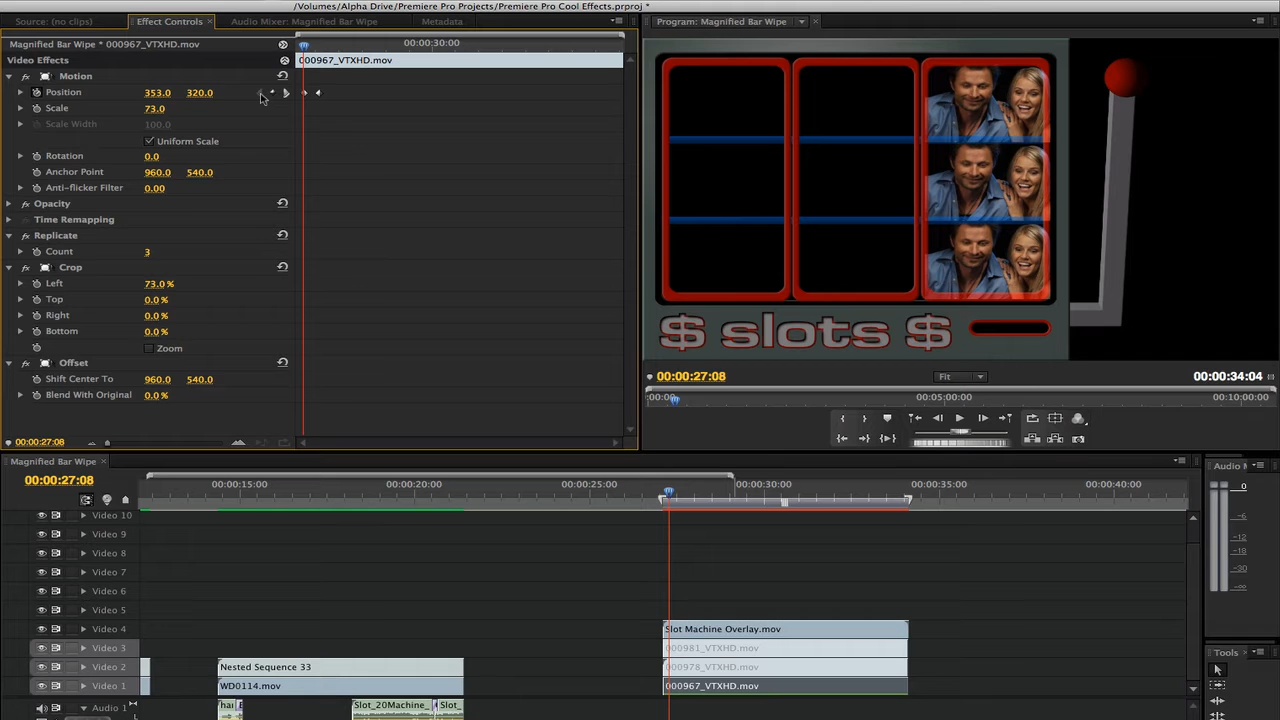 /Volumes/Alpha Drive/Premiere Pro Projects/Premiere Pro Cool Effects.prproj *
Source: (no clips)
Effect Controls
Audio Mixer: Magnified Bar Wipe
Metadata
Program: Magnified Bar Wipe
Magnified Bar Wipe * 000967_VTXHD.mov
00:00:30:00
Video Effects
000967_VTXHD.mov
fx Motion
Position 353.0 320.0
Scale 73.0
Scale Width 100.0
Uniform Scale
Rotation 0.0
Anchor Point 960.0 540.0
Anti-flicker Filter 0.00
fx Opacity
Time Remapping
fx Replicate
Count 3
fx Crop
Left 73.0 %
Top 0.0 %
Right 0.0 %
Bottom 0.0 %
Zoom
fx Offset
Shift Center To 960.0 540.0
Blend With Original 0.0 %
00:00:27:08
$ slots $
00:00:27:08
Fit
00:00:34:04
:00:00
00:05:00:00
00:10:00:00
Magnified Bar Wipe
00:00:27:08
00:00:15:00
00:00:20:00
00:00:25:00
00:00:30:00
00:00:35:00
00:00:40:00
Video 10
Video 9
Video 8
Video 7
Video 6
Video 5
Video 4
Slot Machine Overlay.mov
Video 3
000981_VTXHD.mov
Video 2
Nested Sequence 33
000978_VTXHD.mov
Video 1
WD0114.mov
000967_VTXHD.mov
Audio 1
Slot_20Machine_
Slot_
Audio M
0
-6
-12
-18
-30
Tools